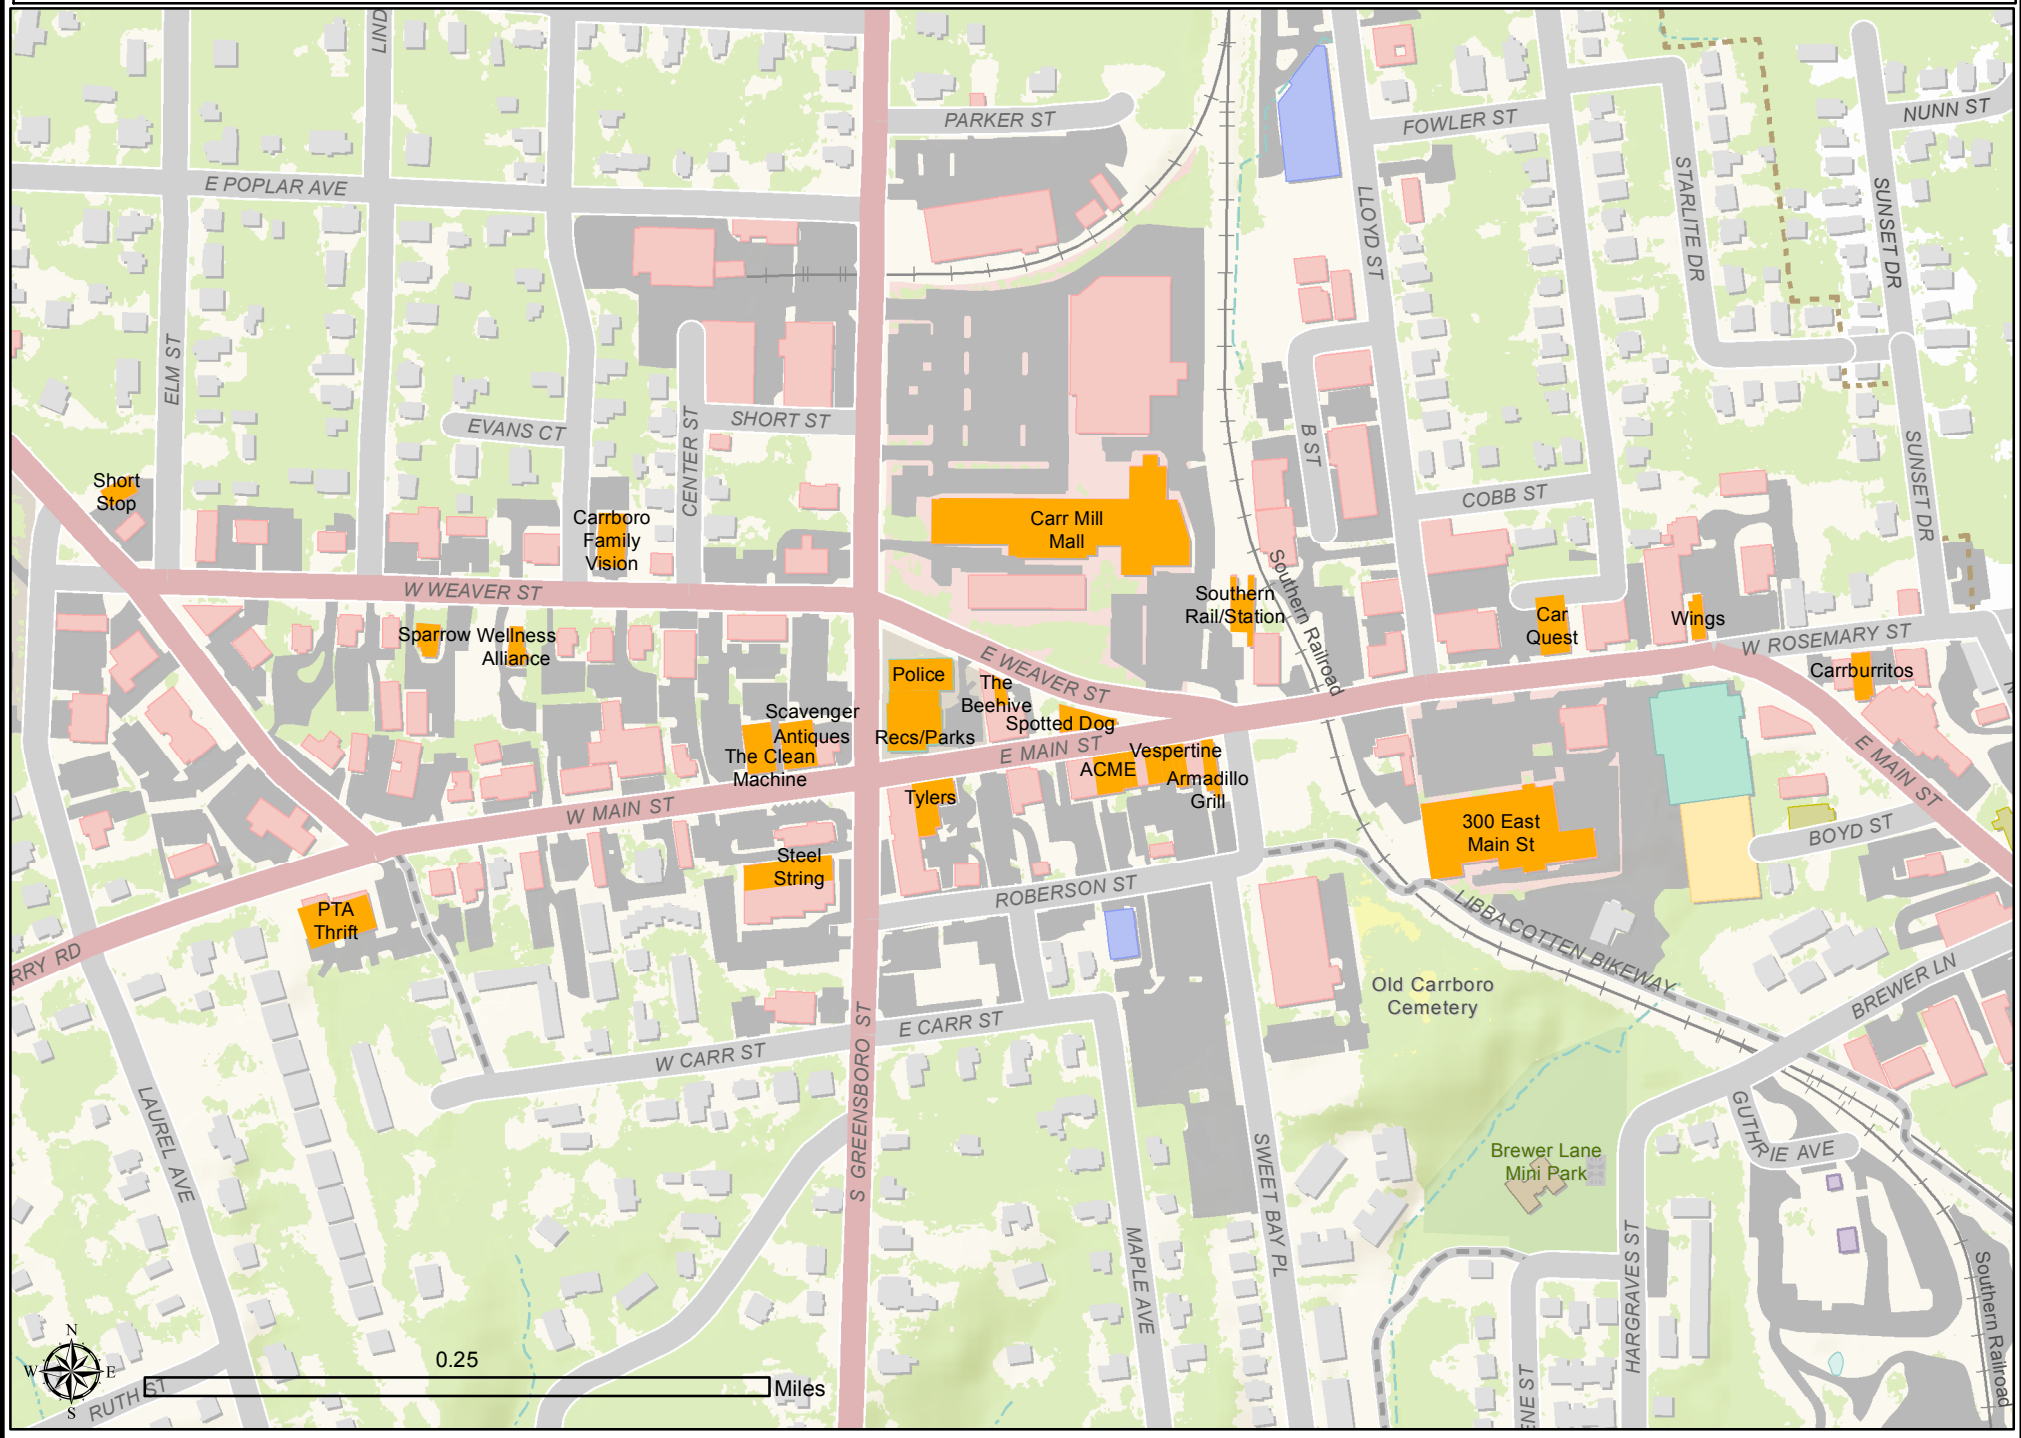 LIND
PARKER ST
FOWLER ST
NUNN ST
E POPLAR AVE
STARLITE DR
SUNSET DR
LLOYD ST
ELM ST
SHORT ST
EVANS CT
CENTER ST
B ST
SUNSET DR
COBB ST
Short
Stop
Carrboro
Family
Vision
Carr Mill
Mall
Southern Railroad
W WEAVER ST
Southern
Rail/Station
Car
Quest
Wings
W ROSEMARY ST
Sparrow
Wellness
Alliance
E WEAVER ST
Police
The
Beehive
Carrburritos
N
Scavenger
Antiques
Recs/Parks
Spotted Dog
E MAIN ST
Vespertine
The Clean
Machine
ACME
Armadillo
Grill
E MAIN ST
W MAIN ST
Tylers
300 East
Main St
BOYD ST
Steel
String
ROBERSON ST
PTA
Thrift
LIBBA COTTEN BIKEWAY
RRY RD
Old Carrboro
Cemetery
BREWER LN
E CARR ST
W CARR ST
S GREENSBORO ST
LAUREL AVE
GUTHRIE AVE
SWEET BAY PL
Brewer Lane
Mini Park
MAPLE AVE
HARGRAVES ST
Southern Railroad
NE ST
N
W
E
S
0.25
Miles
RUTH ST